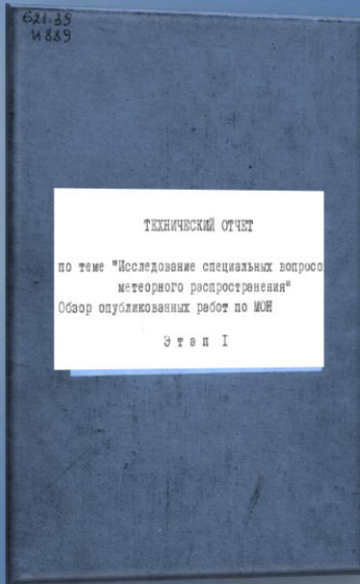 621.39
И889
ТЕХНИЧЕСКИЙ ОТЧЕТ
по теме "Исследование специальных вопросо
метеорного распространения"
Обзор опубликованных работ по МОН
Этап I